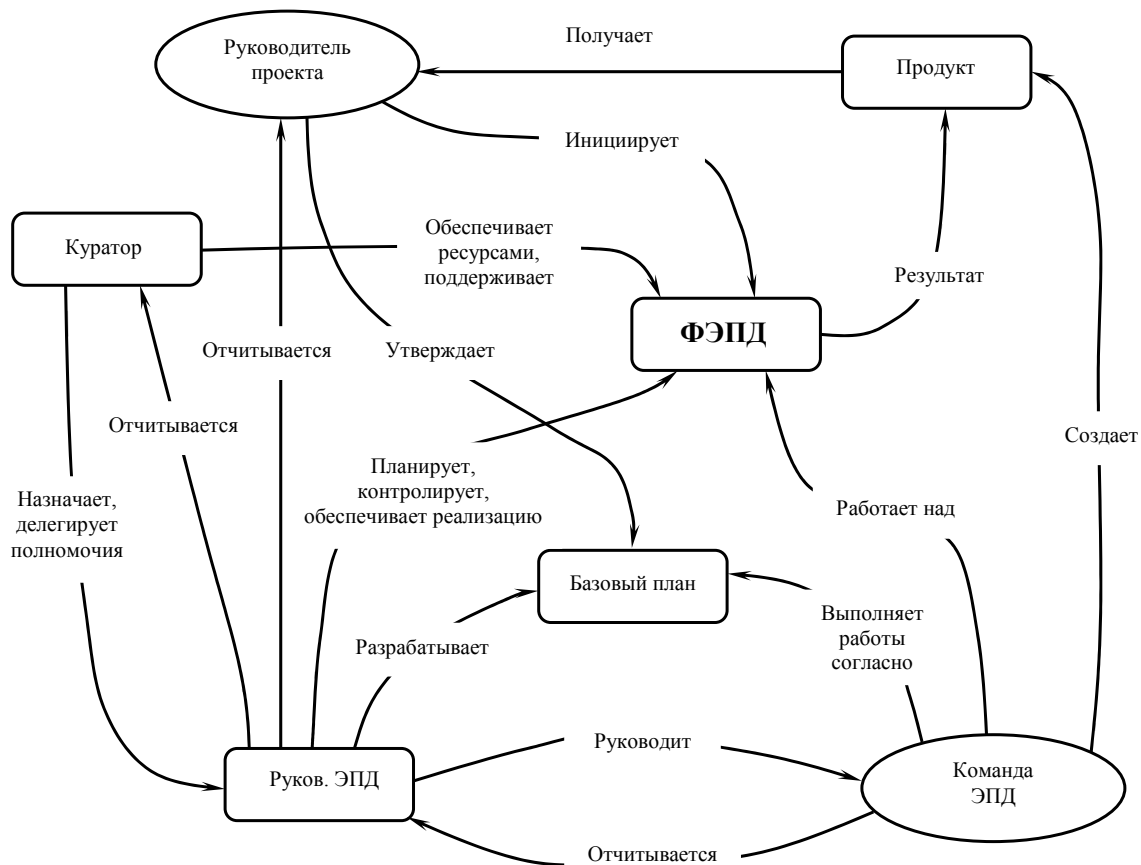 Получает
Руководитель
проекта
Продукт
Инициирует
Обеспечивает
ресурсами,
поддерживает
Куратор
Результат
ФЭПД
Отчитывается
Утверждает
Отчитывается
Создает
Планирует,
контролирует,
обеспечивает реализацию
Назначает,
делегирует
полномочия
Работает над
Базовый план
Выполняет
работы
согласно
Разрабатывает
Руководит
Руков. ЭПД
Команда
ЭПД
Отчитывается